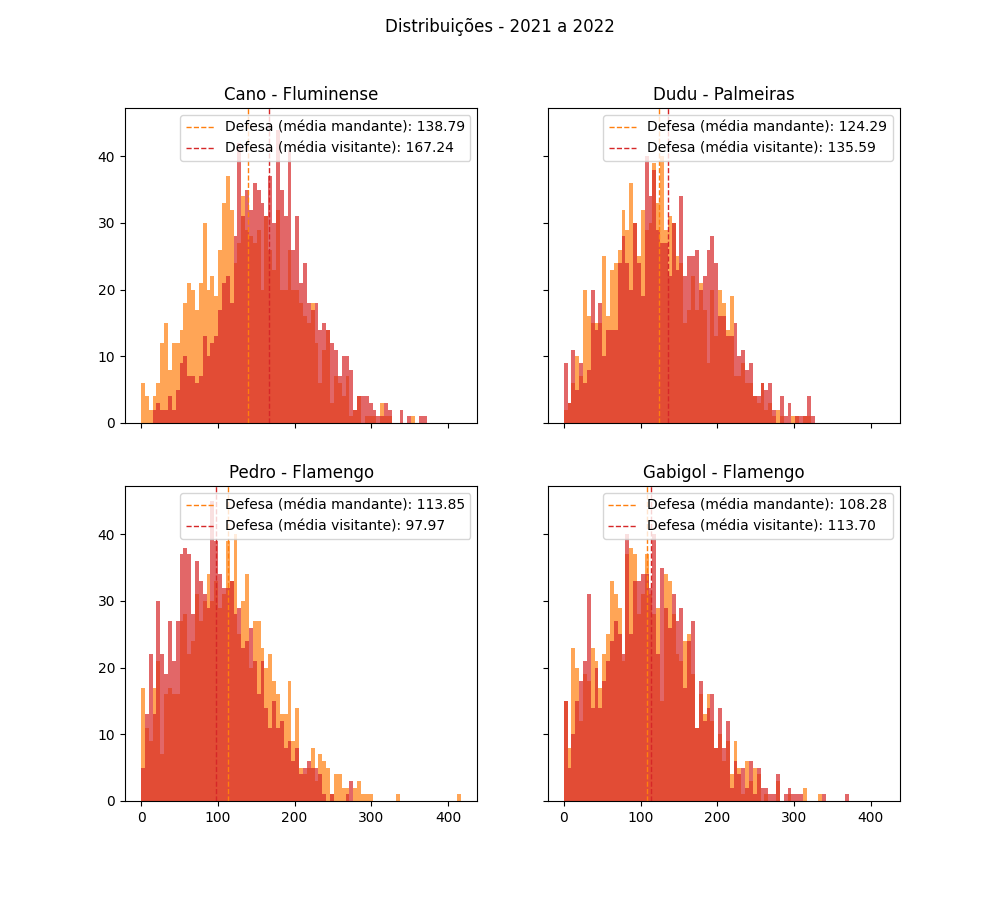 Distribuições - 2021 a 2022
Cano - Fluminense
Defesa (média mandante): 138.79
Defesa (média visitante): 167.24
0
10
20
30
40
Dudu - Palmeiras
Defesa (média mandante): 124.29
Defesa (média visitante): 135.59
Pedro - Flamengo
Defesa (média mandante): 113.85
Defesa (média visitante): 97.97
0
10
20
30
40
0 100 200 300 400
Gabigol - Flamengo
Defesa (média mandante): 108.28
Defesa (média visitante): 113.70
0 100 200 300 400